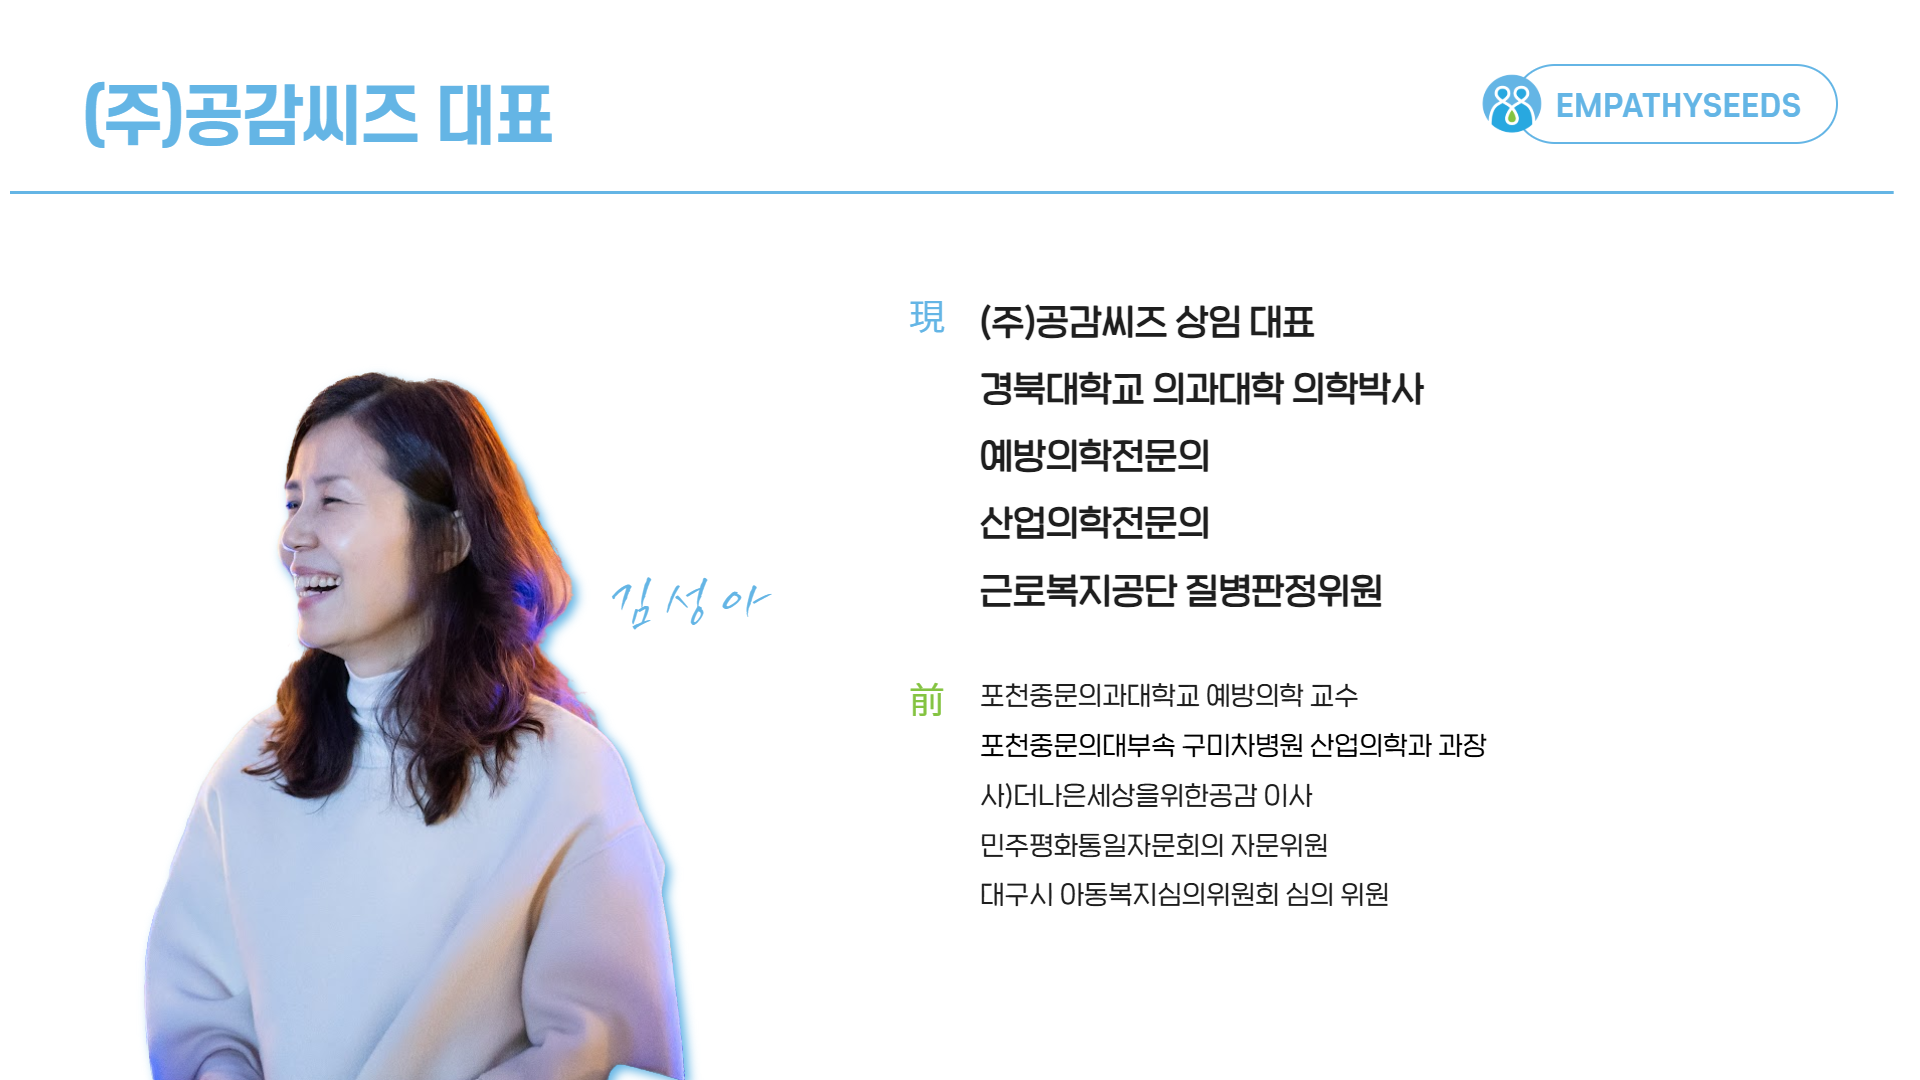 (주)공감씨즈 대표
EMPATHYSEEDS
現 (주)공감씨즈 상임 대표
경북대학교 의과대학 의학박사
예방의학전문의
산업의학전문의
근로복지공단 질병판정위원
김성아
前 포천중문의과대학교 예방의학 교수
포천중문의대부속 구미차병원 산업의학과 과장
사)더나은세상을위한공감 이사
민주평화통일자문회의 자문위원
대구시 아동복지심의위원회 심의 위원